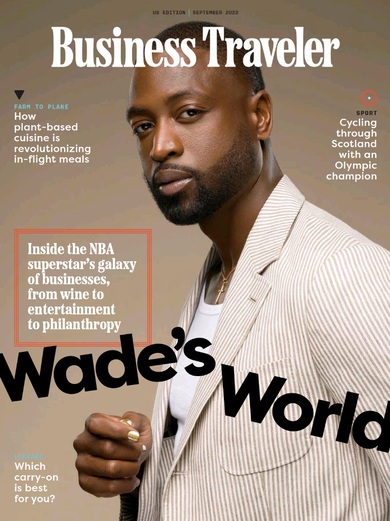 US EDITION | SEPTEMBER 2022
Business Traveler
FARM TO PLANE
How
plant-based
cuisine is
revolutionizing
in-flight meals
SPORT
Cycling
through
Scotland
with an
Olympic
champion
Inside the NBA
superstar's galaxy
of businesses,
from wine to
entertainment
to philanthropy
Wade's World
Which
carry-on
is best
for you?